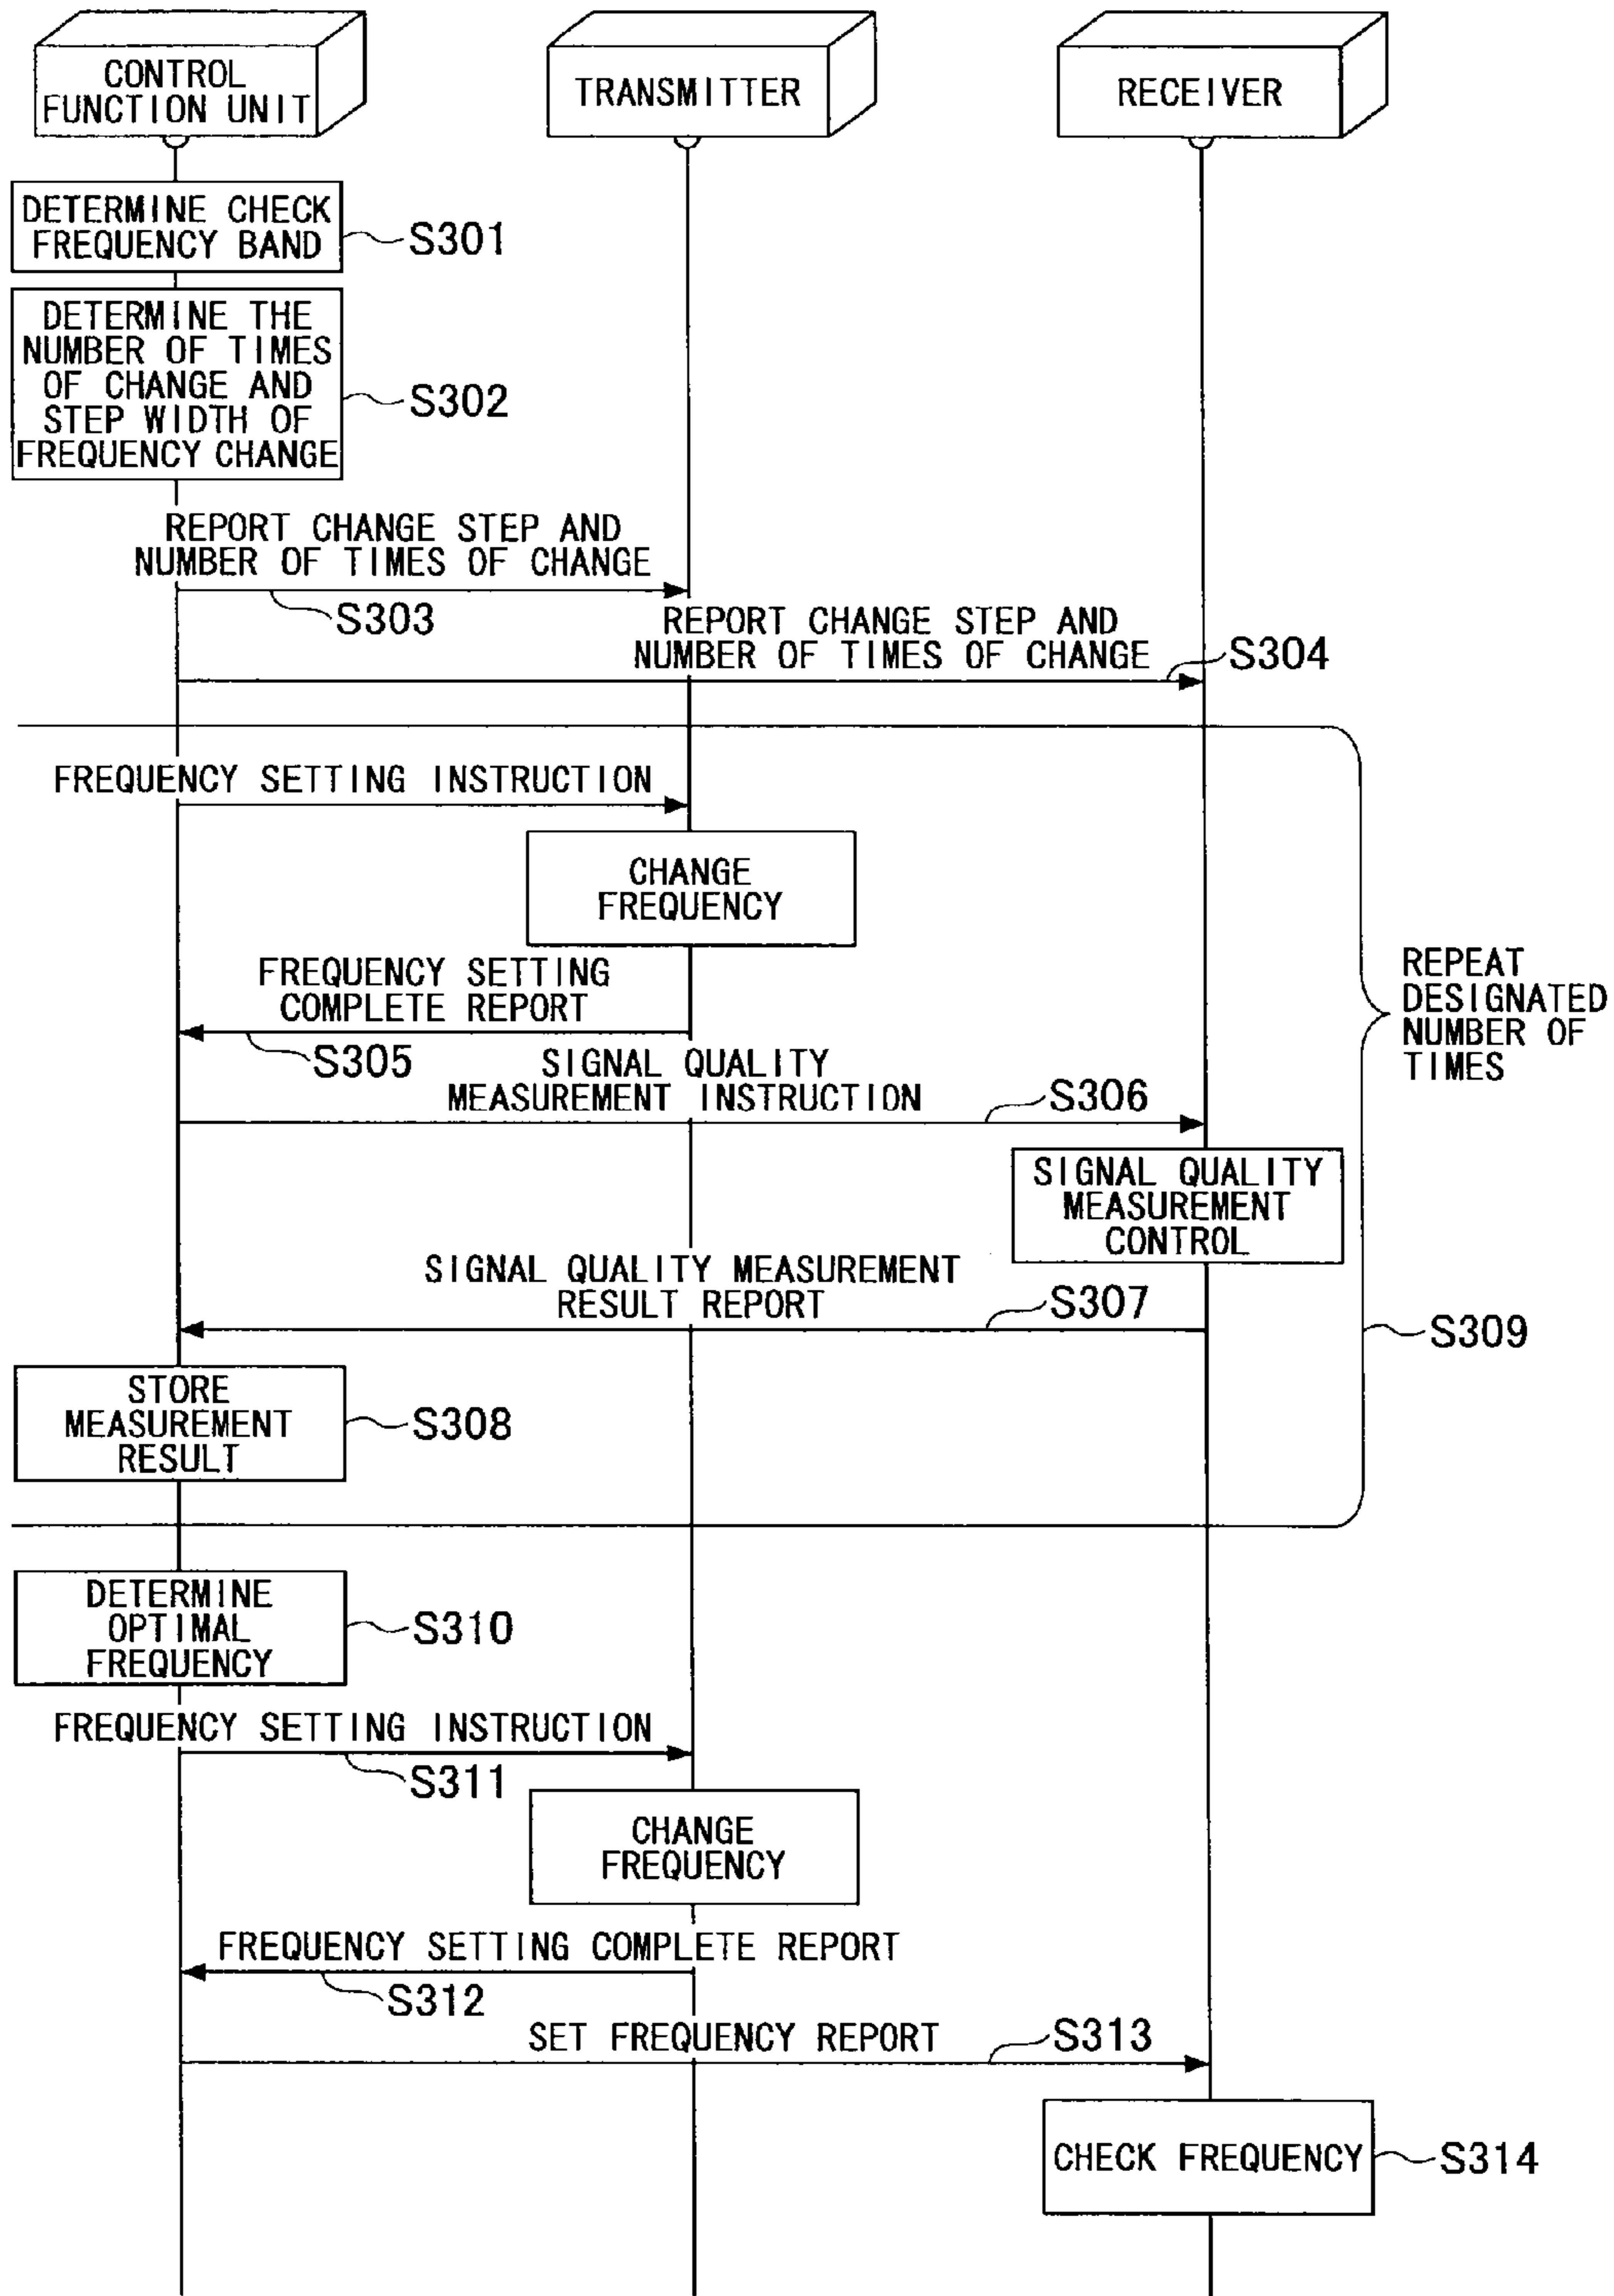 CONTROL
FUNCTION UNIT
TRANSMITTER
RECEIVER
DETERMINE CHECK
FREQUENCY BAND
S301
DETERMINE THE
NUMBER OF TIMES
OF CHANGE AND
STEP WIDTH OF
FREQUENCY CHANGE
S302
REPORT CHANGE STEP AND
NUMBER OF TIMES OF CHANGE
S303
REPORT CHANGE STEP AND
NUMBER OF TIMES OF CHANGE
S304
FREQUENCY SETTING INSTRUCTION
CHANGE
FREQUENCY
FREQUENCY SETTING
COMPLETE REPORT
S305
REPEAT
DESIGNATED
NUMBER OF
TIMES
SIGNAL QUALITY
MEASUREMENT INSTRUCTION
S306
SIGNAL QUALITY
MEASUREMENT
CONTROL
SIGNAL QUALITY MEASUREMENT
RESULT REPORT
S307
S309
STORE
MEASUREMENT
RESULT
S308
DETERMINE
OPTIMAL
FREQUENCY
S310
FREQUENCY SETTING INSTRUCTION
S311
CHANGE
FREQUENCY
FREQUENCY SETTING COMPLETE REPORT
S312
SET FREQUENCY REPORT
S313
CHECK FREQUENCY
S314